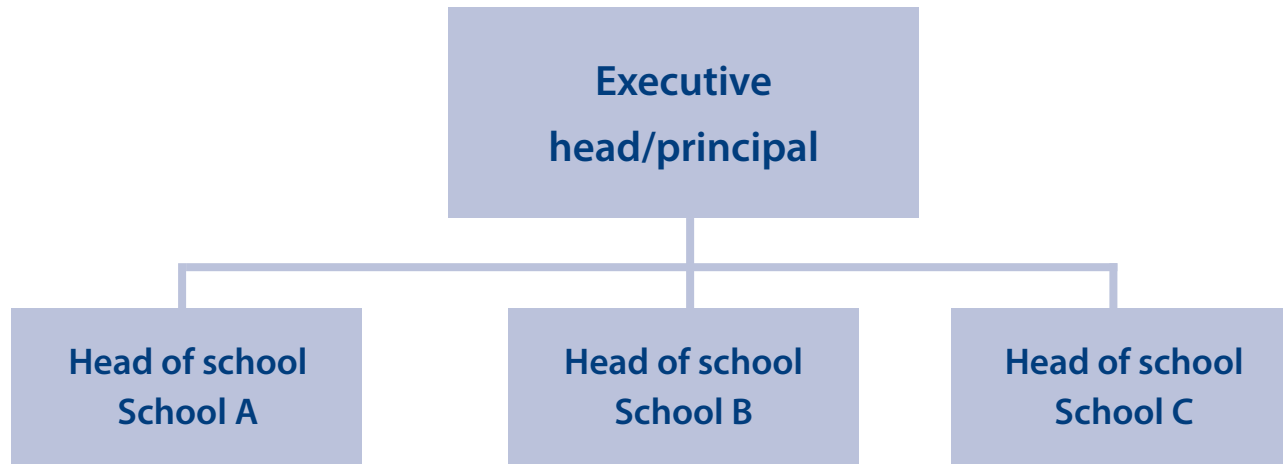 Executive
head/principal
Head of school
School A
Head of school
School B
Head of school
School C